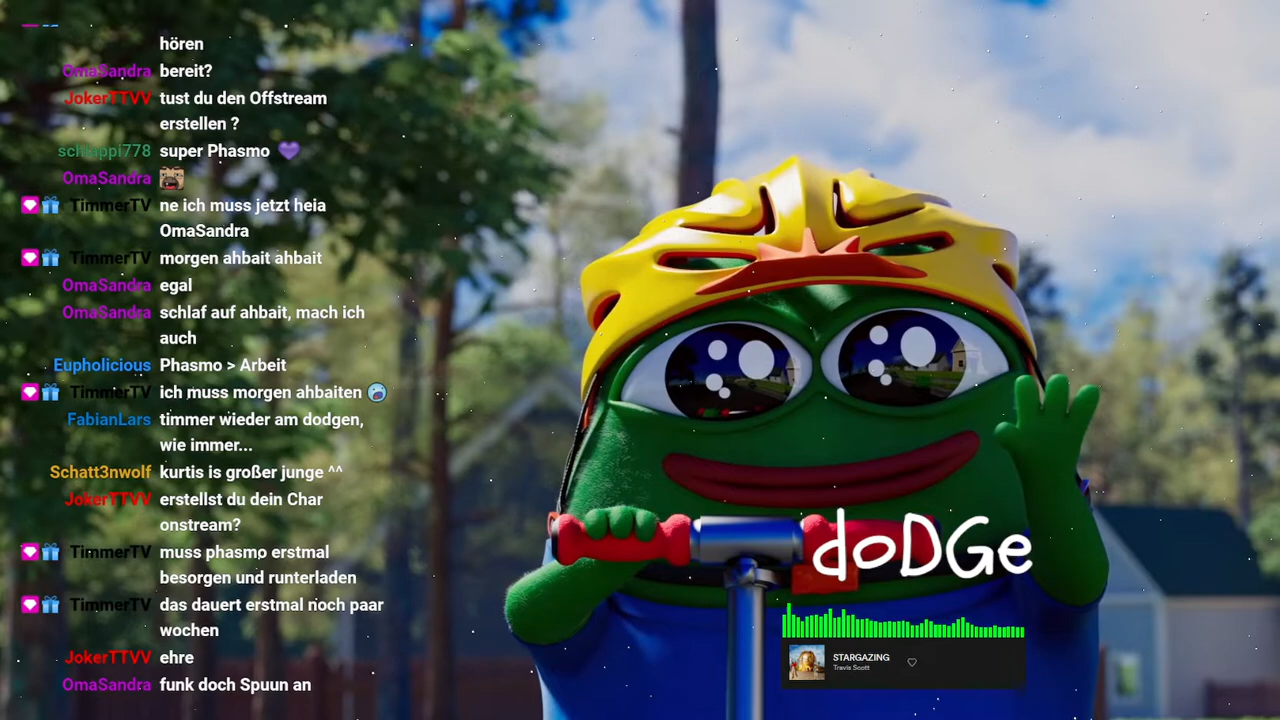 hören
OmaSandra bereit?
JokerTTVV tust du den Offstream
erstellen ?
schlappi778 super Phasmo
OmaSandra
TimmerTV ne ich muss jetzt heia
OmaSandra
TimmerTV morgen ahbait ahbait
OmaSandra egal
OmaSandra schlaf auf ahbait, mach ich
auch
Eupholicious Phasmo > Arbeit
TimmerTV ich muss morgen ahbaiten
FabianLars timmer wieder am dodgen,
wie immer...
Schatt3nwolf kurtis is großer junge ^^
JokerTTVV erstellst du dein Char
onstream?
TimmerTV muss phasmo erstmal
besorgen und runterladen
TimmerTV das dauert erstmal noch paar
wochen
JokerTTVV ehre
OmaSandra funk doch Spuun an
doDGe
STARGAZING
Travis Scott